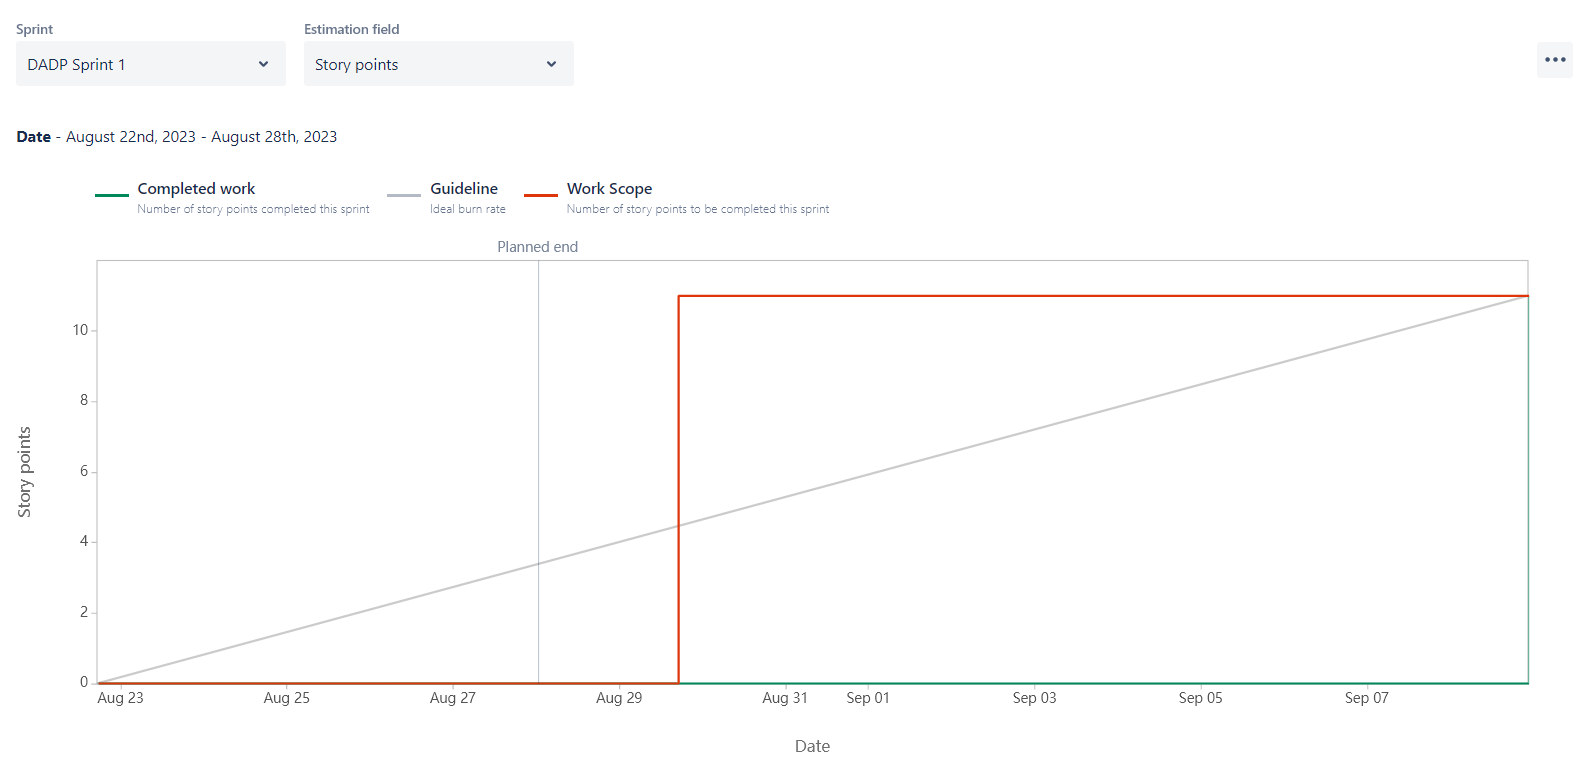 Sprint
Estimation field
DADP Sprint 1
Story points
Date - August 22nd, 2023 - August 28th, 2023
Completed work
Number of story points completed this sprint
Guideline
Ideal burn rate
Work Scope
Number of story points to be completed this sprint
Planned end
10
8
6
4
2
0
Story points
Aug 23
Aug 25
Aug 27
Aug 29
Aug 31
Sep 01
Sep 03
Sep 05
Sep 07
Date